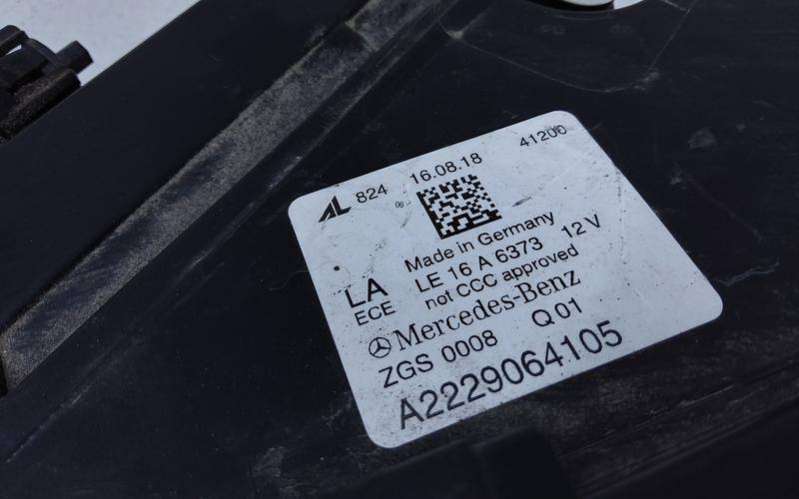 AL 824 16.08.18 41200
Made in Germany
LA LE 16 A 6373 12 V
ECE not CCC approved
Mercedes-Benz
ZGS 0008 Q 01
A2229064105